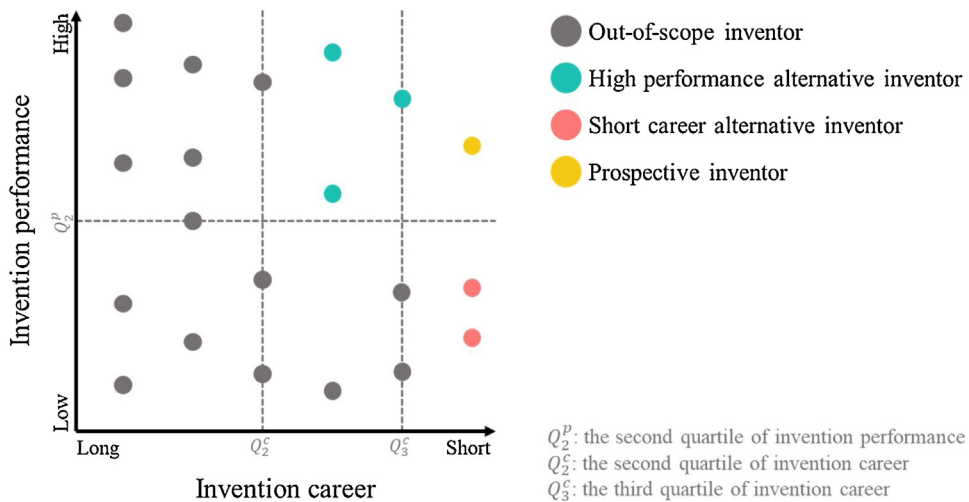 High
Invention performance
Q₂ᵖ
Low
Long
Q₂ᶜ
Q₃ᶜ
Short
Invention career
Out-of-scope inventor
High performance alternative inventor
Short career alternative inventor
Prospective inventor
Q₂ᵖ: the second quartile of invention performance
Q₂ᶜ: the second quartile of invention career
Q₃ᶜ: the third quartile of invention career